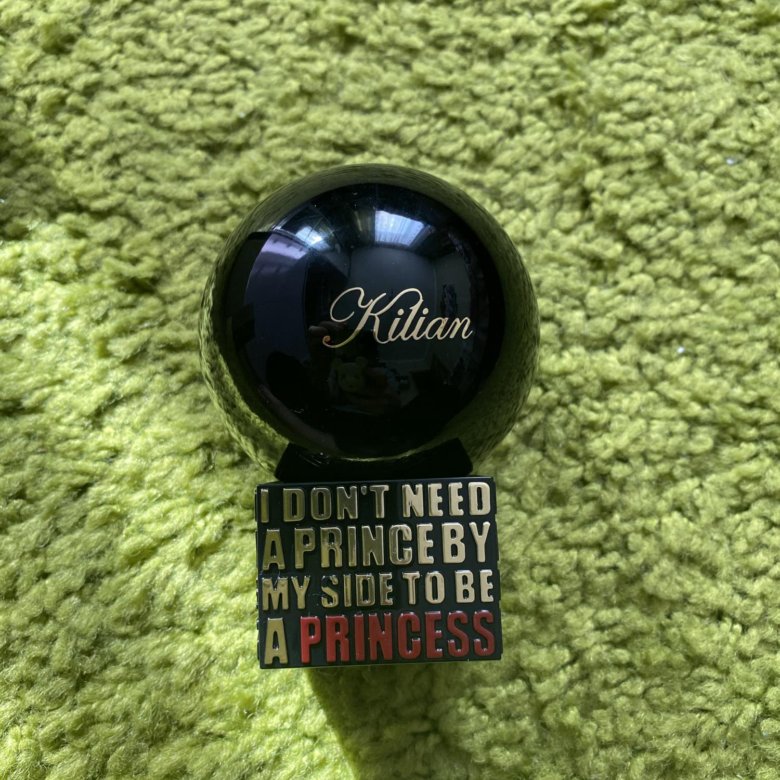 Kilian
I DON'T NEED
A PRINCE BY
MY SIDE TO BE
A PRINCESS